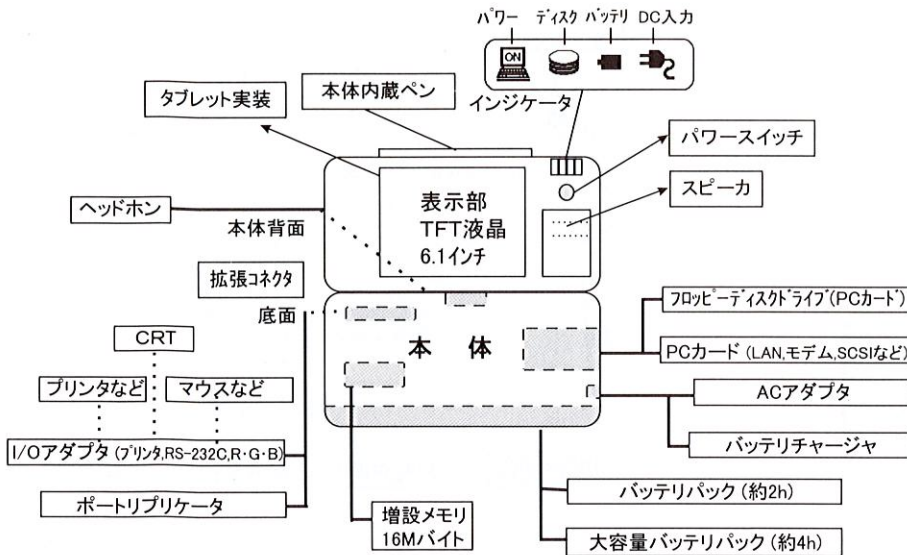 パワー ディスク バッテリ DC入力
ON
インジケータ
タブレット実装
本体内蔵ペン
パワースイッチ
スピーカ
表示部
TFT液晶
6.1インチ
ヘッドホン
本体背面
拡張コネクタ
底面
本 体
フロッピーディスクドライブ(PCカード)
PCカード (LAN,モデム,SCSIなど)
ACアダプタ
バッテリチャージャ
CRT
プリンタなど
マウスなど
I/Oアダプタ (プリンタ,RS-232C,R・G・B)
ポートリプリケータ
増設メモリ
16Mバイト
バッテリパック (約2h)
大容量バッテリパック (約4h)